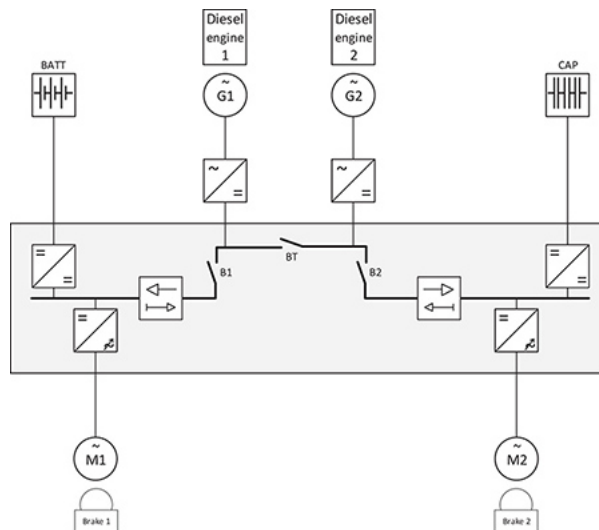 Diesel
engine
1
Diesel
engine
2
BATT
CAP
G1
G2
BT
B1
B2
M1
M2
Brake 1
Brake 2